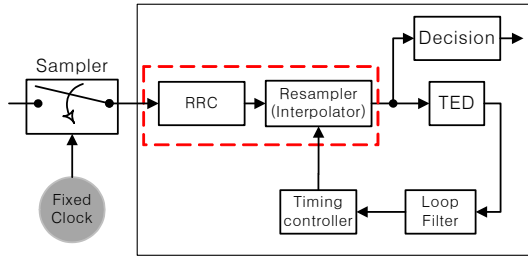 Decision
Sampler
RRC
Resampler
(Interpolator)
TED
Fixed
Clock
Timing
controller
Loop
Filter